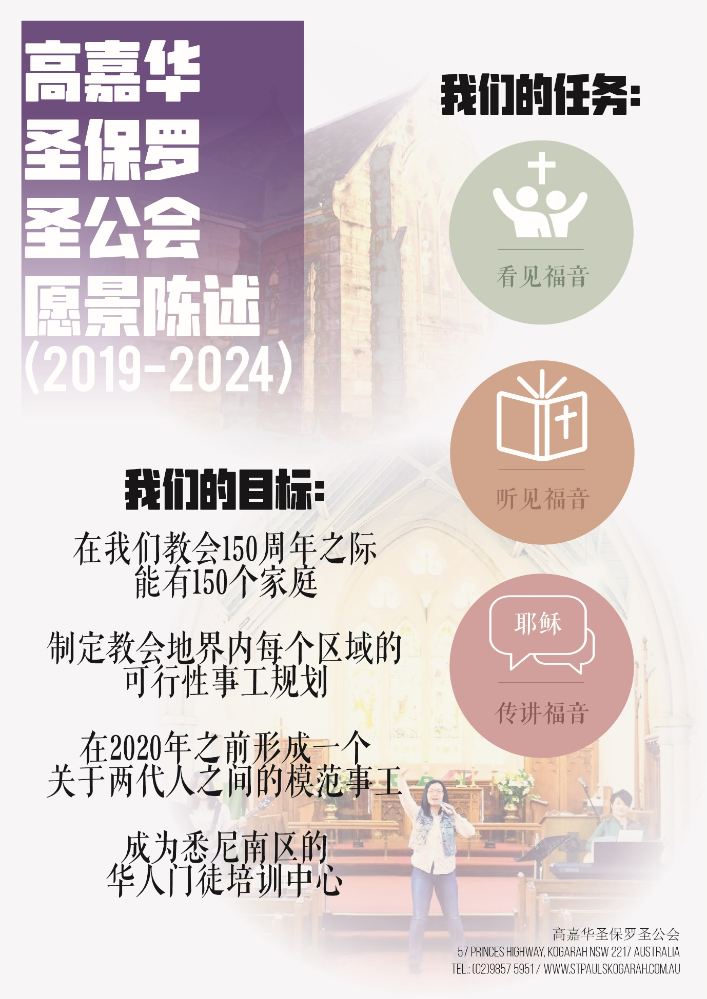 高嘉华
圣保罗
圣公会
愿景陈述
(2019-2024)
我们的任务:
看见福音
听见福音
耶稣
传讲福音
我们的目标:
在我们教会150周年之际
能有150个家庭
制定教会地界内每个区域的
可行性事工规划
在2020年之前形成一个
关于两代人之间的模范事工
成为悉尼南区的
华人门徒培训中心
YAMAHA
高嘉华圣保罗圣公会
57 PRINCES HIGHWAY, KOGARAH NSW 2217 AUSTRALIA
TEL.: (02)9857 5951 / WWW.STPAULSKOGARAH.COM.AU